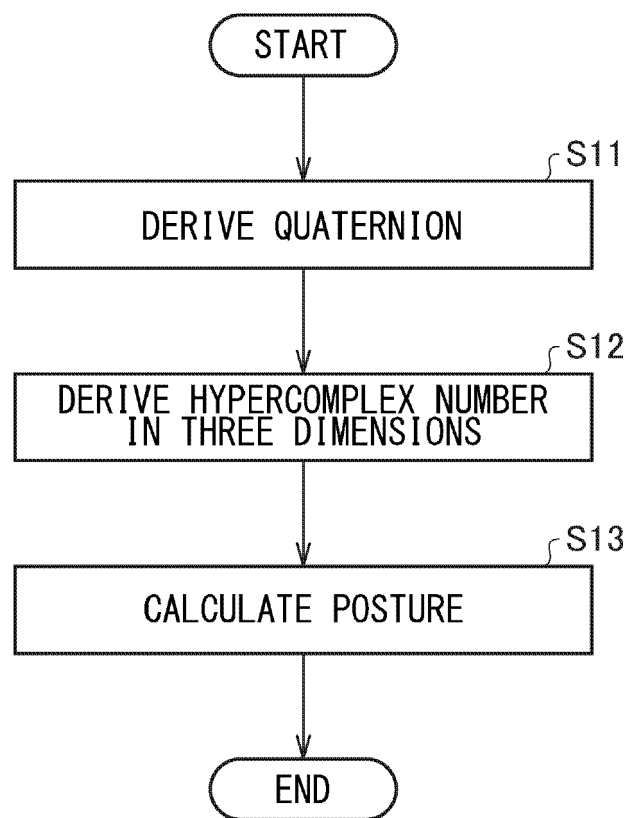 START
S11
DERIVE QUATERNION
S12
DERIVE HYPERCOMPLEX NUMBER
IN THREE DIMENSIONS
S13
CALCULATE POSTURE
END